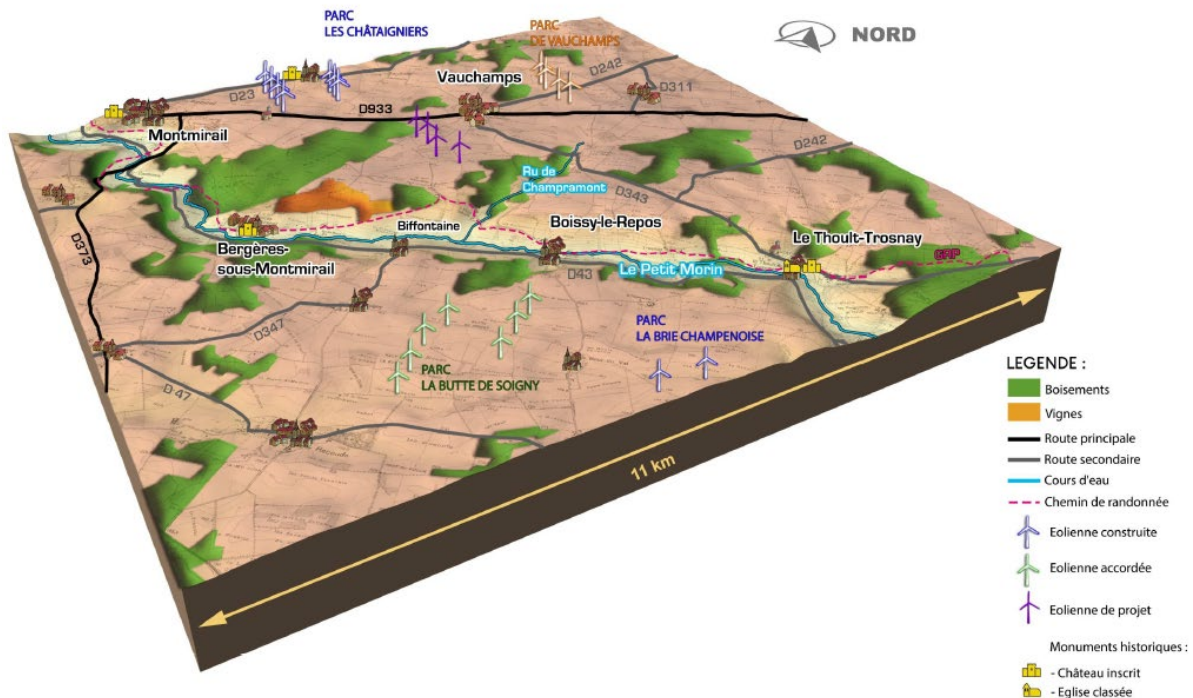 PARC
LES CHÂTAIGNIERS
PARC
DE VAUCHAMPS
NORD
Vauchamps
D242
D311
D23
D933
Montmirail
D242
Ru de
Champramont
D343
D373
Biffontaine
Boissy-le-Repos
Le Thoult-Trosnay
Bergères-
sous-Montmirail
GRP
D43
Le Petit Morin
D347
PARC
LA BRIE CHAMPENOISE
PARC
LA BUTTE DE SOIGNY
D 47
11 km
LEGENDE :
Boisements
Vignes
Route principale
Route secondaire
Cours d'eau
Chemin de randonnée
Eolienne construite
Eolienne accordée
Eolienne de projet
Monuments historiques :
- Château inscrit
- Eglise classée